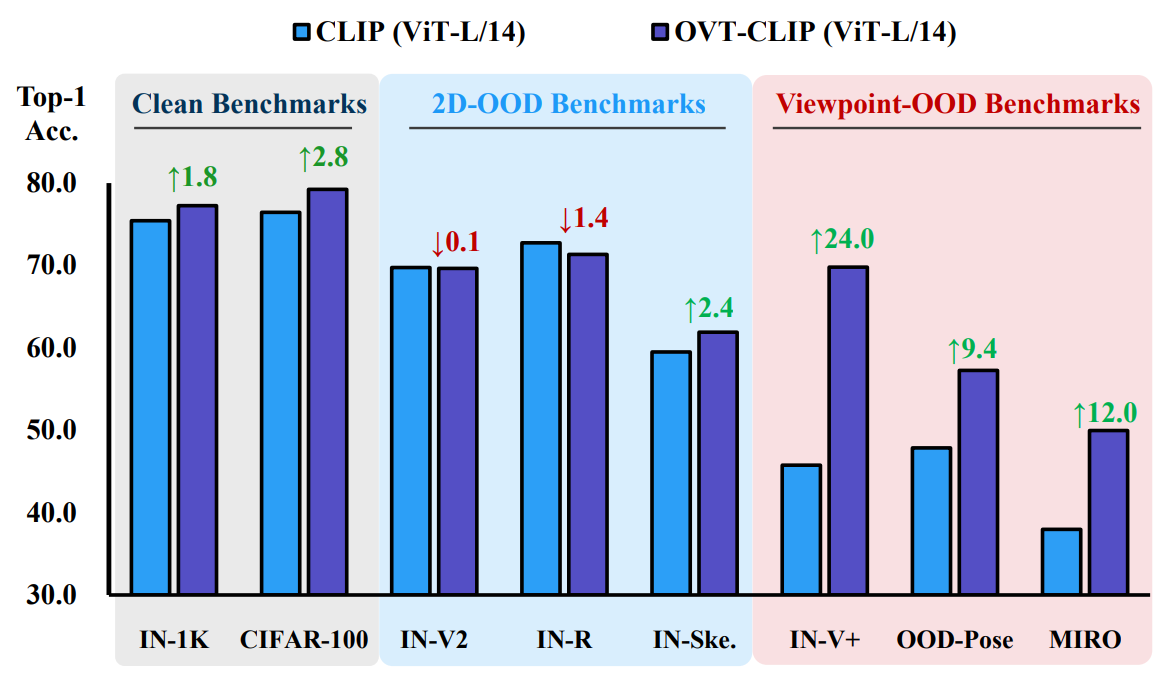 CLIP (ViT-L/14) OVT-CLIP (ViT-L/14)
Top-1
Acc.
Clean Benchmarks 2D-OOD Benchmarks Viewpoint-OOD Benchmarks
80.0
70.0
60.0
50.0
40.0
30.0
↑1.8 ↑2.8 ↓0.1 ↓1.4 ↑2.4 ↑24.0 ↑9.4 ↑12.0
IN-1K CIFAR-100 IN-V2 IN-R IN-Ske. IN-V+ OOD-Pose MIRO